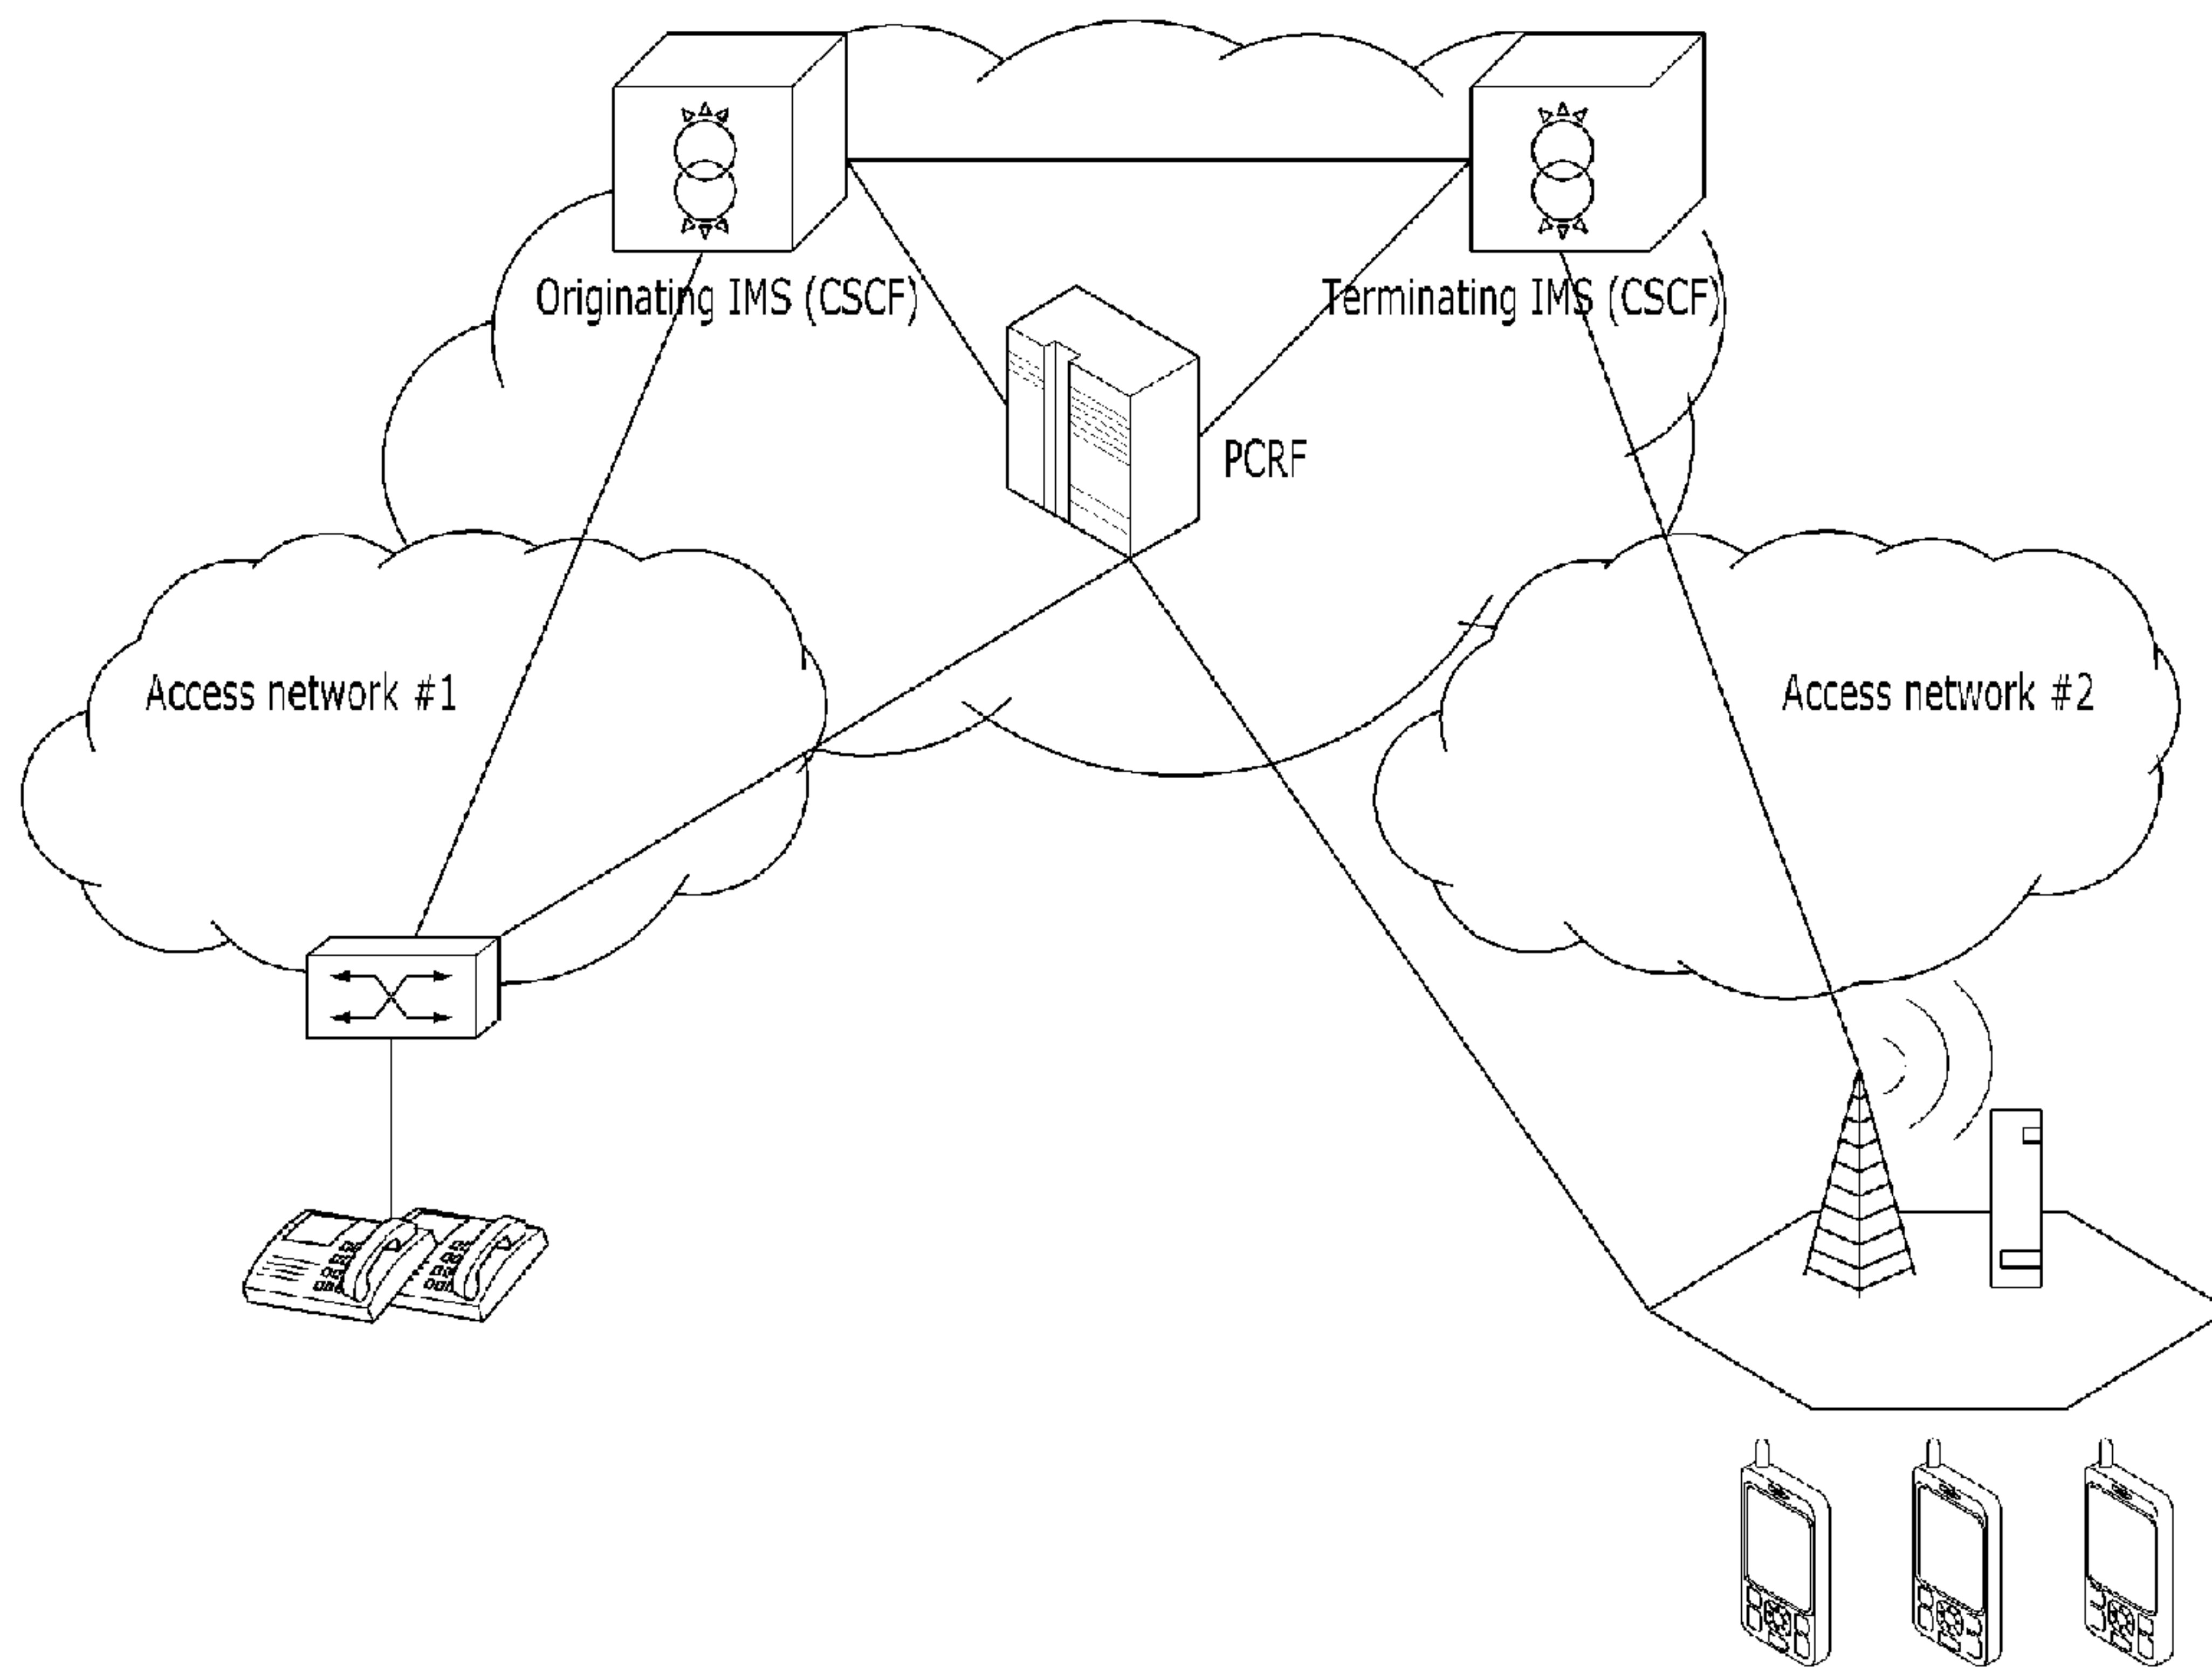 Originating IMS (CSCF)
Terminating IMS (CSCF)
PCRF
Access network #1
Access network #2